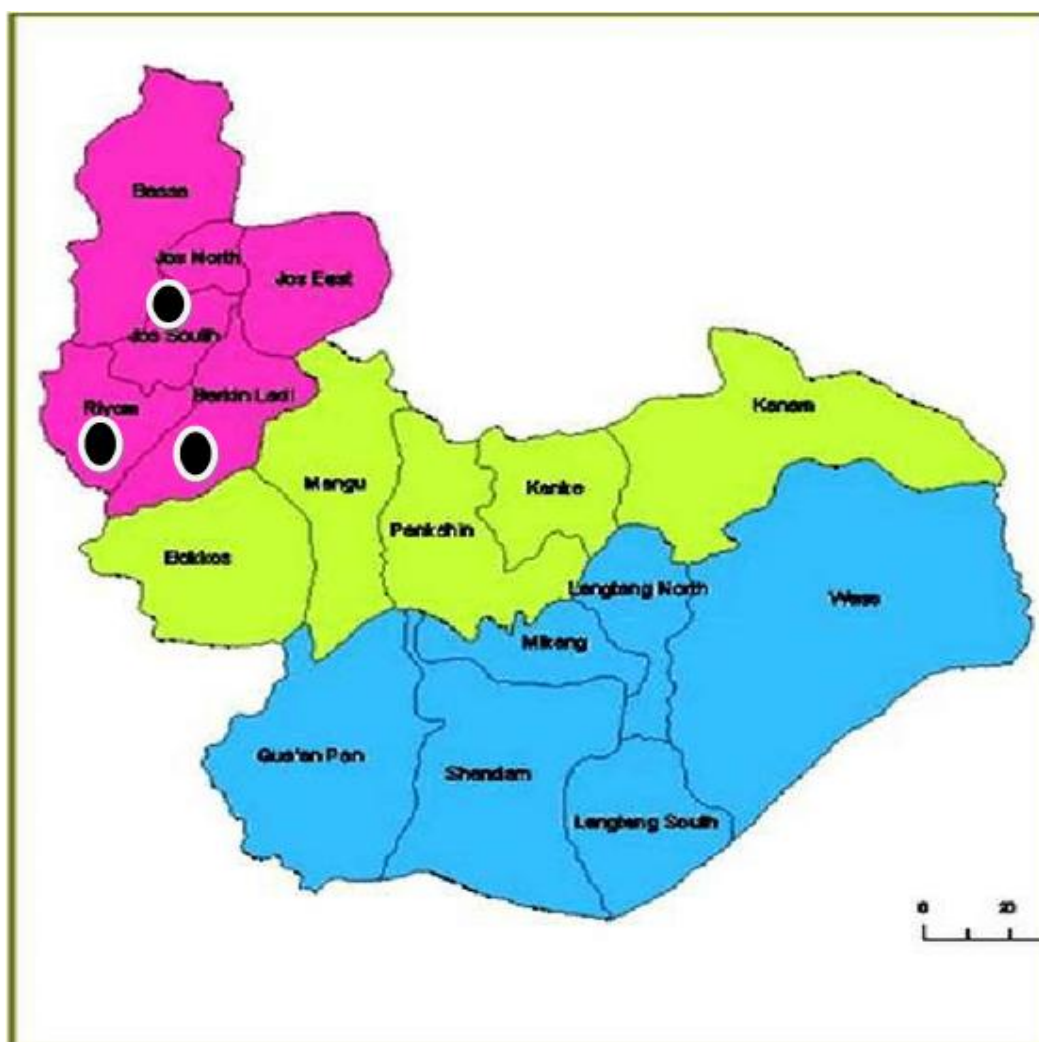 Bassa
Jos North
Jos East
Jos South
Riyom
Barkin Ladi
Kanam
Mangu
Kanke
Pankshin
Bokkos
Langtang North
Wase
Mikang
Qua'an Pan
Shendam
Langtang South
0 20